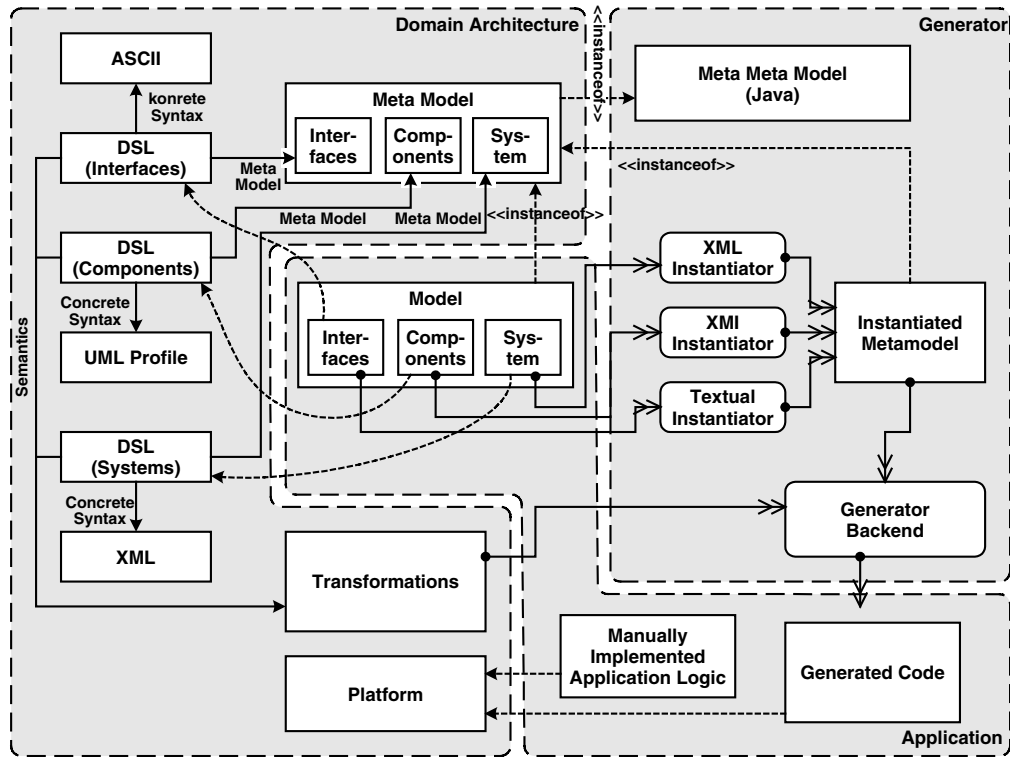 Domain Architecture
<<instanceof>>
Generator
ASCII
konrete
Syntax
Meta Model
Inter-
faces
Comp-
onents
Sys-
tem
Meta Meta Model
(Java)
DSL
(Interfaces)
Meta
Model
<<instanceof>>
Meta Model
Meta Model
<<instanceof>>
DSL
(Components)
Concrete
Syntax
UML Profile
Semantics
Model
Inter-
faces
Comp-
onents
Sys-
tem
XML
Instantiator
XMI
Instantiator
Textual
Instantiator
Instantiated
Metamodel
DSL
(Systems)
Concrete
Syntax
XML
Generator
Backend
Transformations
Manually
Implemented
Application Logic
Generated Code
Platform
Application